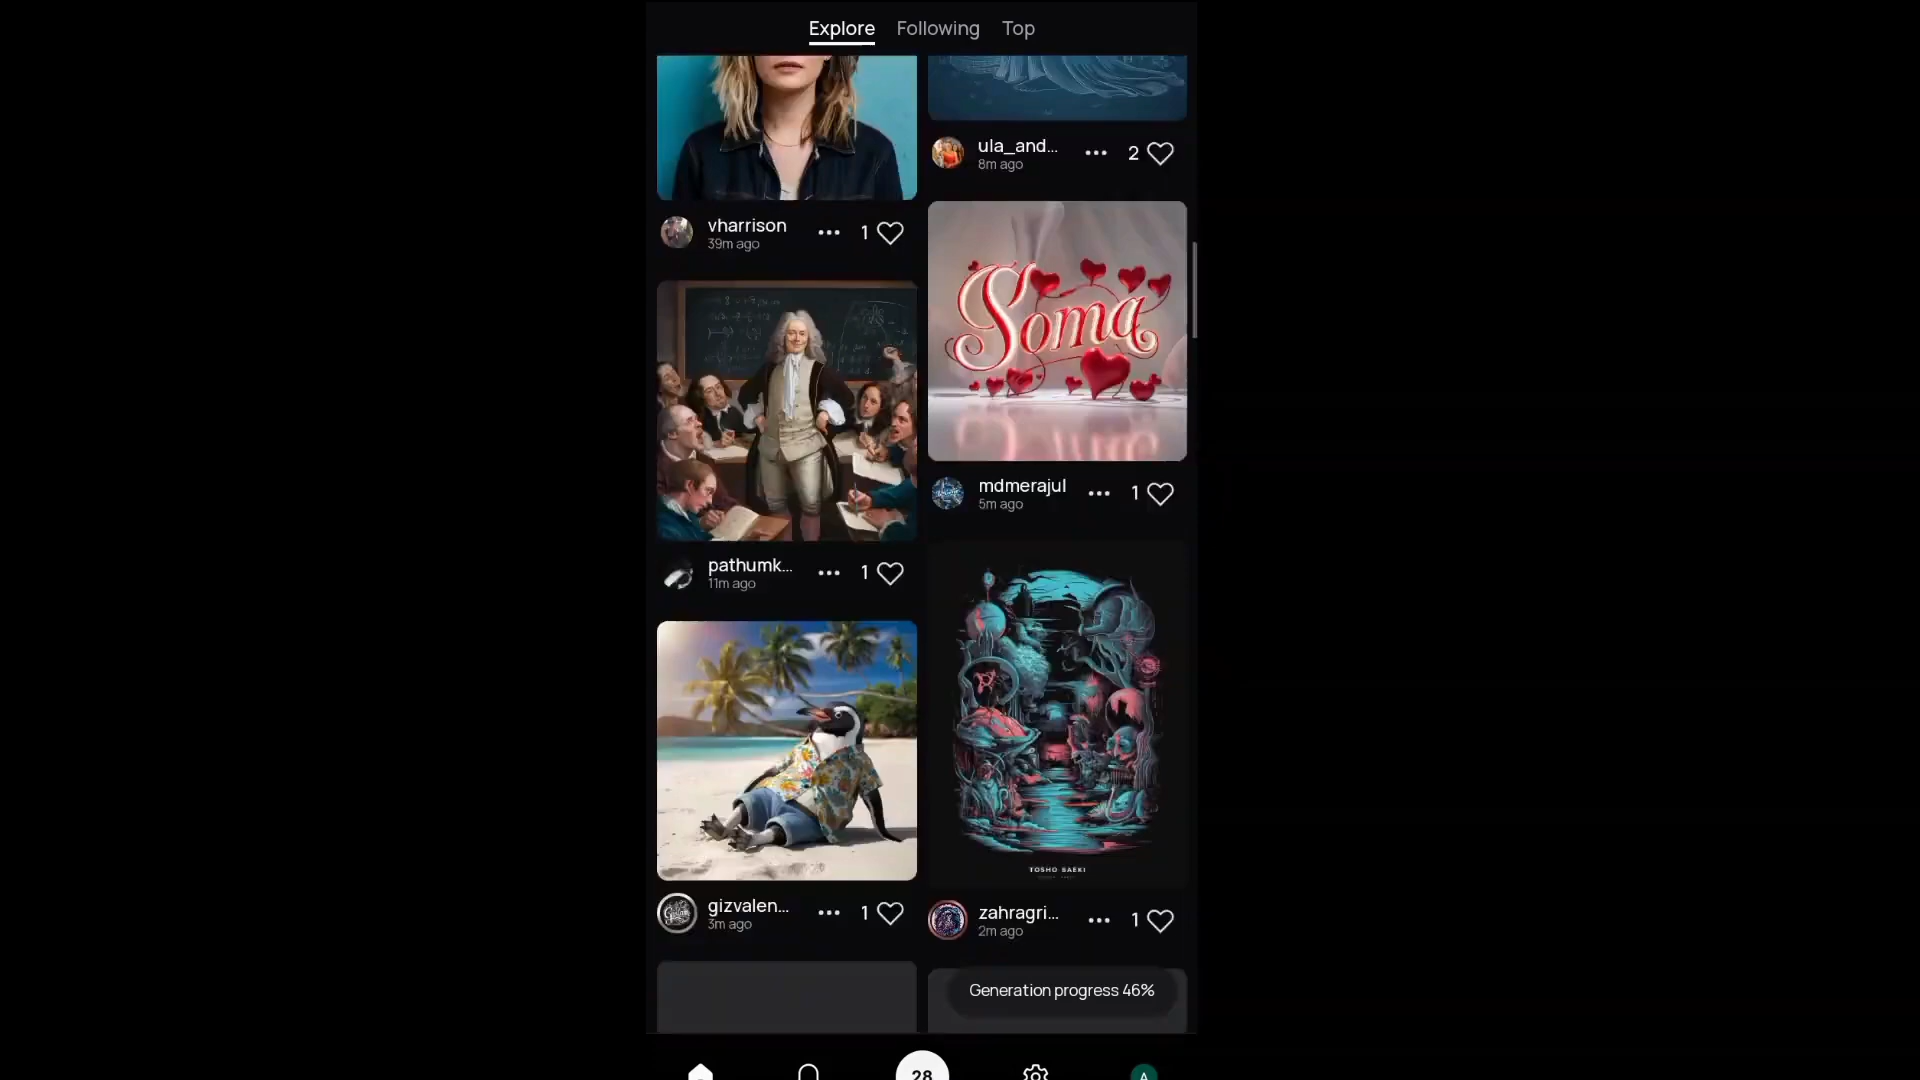 Explore Following Top
ula_and...
8m ago
2
vharrison
39m ago
1
Soma
mdmerajul
5m ago
1
pathumk...
11m ago
1
TOSHO BAEKI
gizvalen...
3m ago
1
zahragri...
2m ago
1
Generation progress 46%
28
A